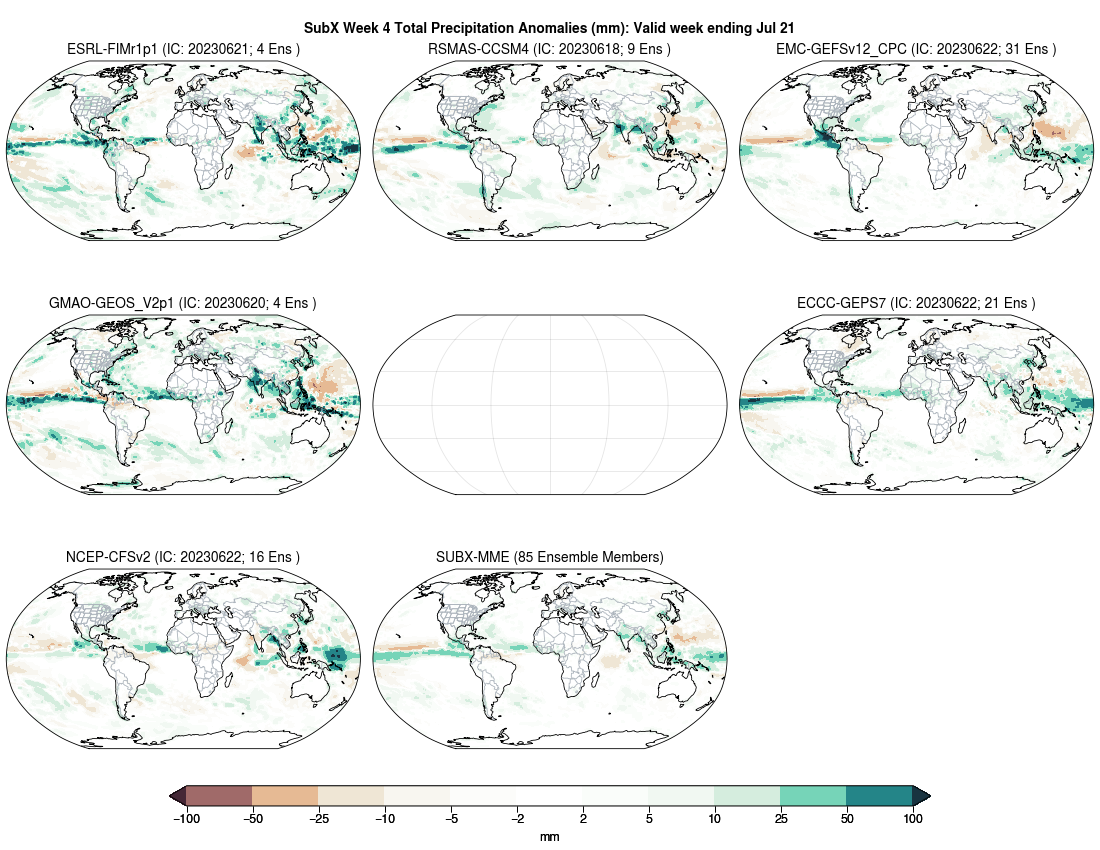 SubX Week 4 Total Precipitation Anomalies (mm): Valid week ending Jul 21
ESRL-FIMr1p1 (IC: 20230621; 4 Ens )
RSMAS-CCSM4 (IC: 20230618; 9 Ens )
EMC-GEFSv12_CPC (IC: 20230622; 31 Ens )
GMAO-GEOS_V2p1 (IC: 20230620; 4 Ens )
ECCC-GEPS7 (IC: 20230622; 21 Ens )
NCEP-CFSv2 (IC: 20230622; 16 Ens )
SUBX-MME (85 Ensemble Members)
−100 −50 −25 −10 −5 −2 2 5 10 25 50 100
mm